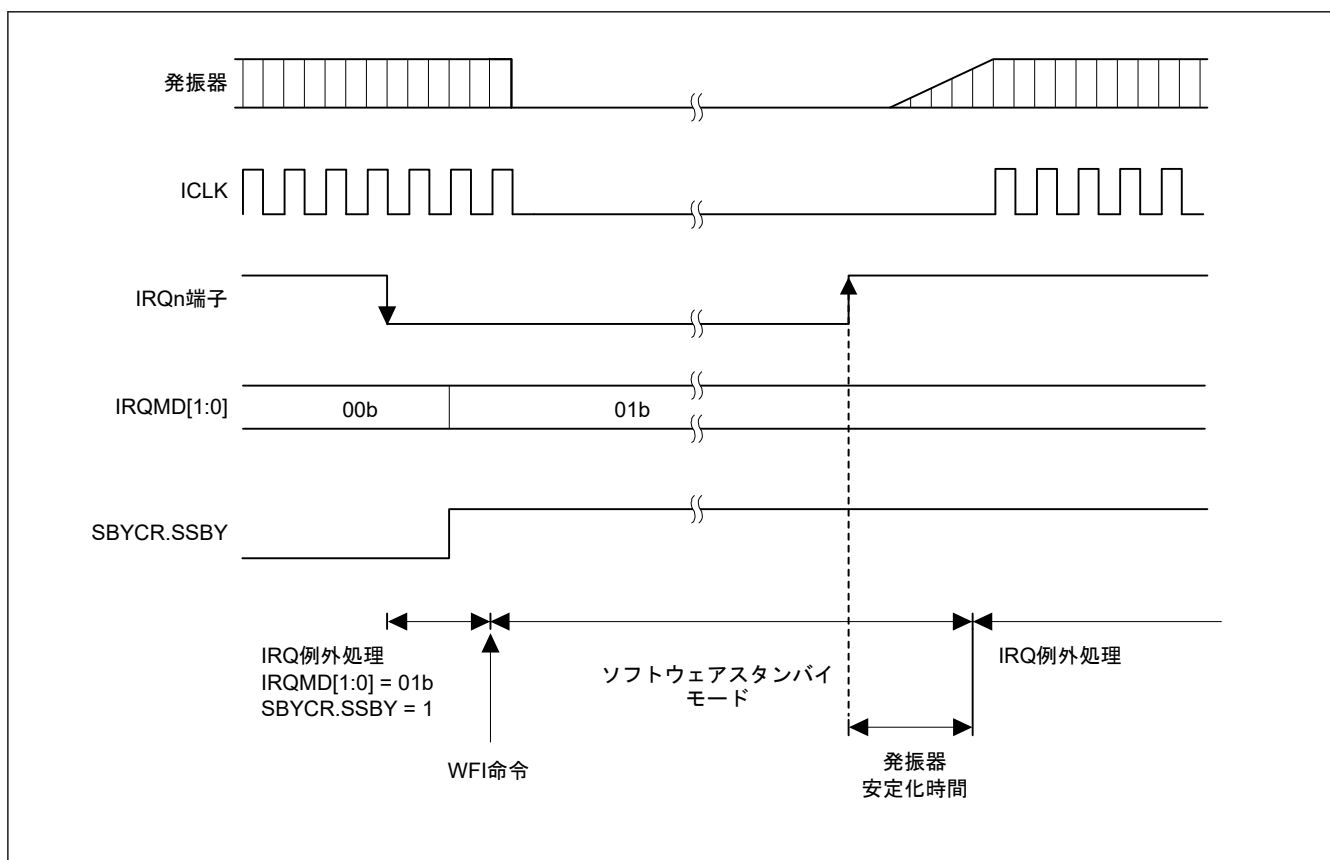 発振器
ICLK
IRQn端子
IRQMD[1:0]
00b
01b
SBYCR.SSBY
IRQ例外処理
IRQMD[1:0] = 01b
SBYCR.SSBY = 1
WFI命令
ソフトウェアスタンバイ
モード
発振器
安定化時間
IRQ例外処理